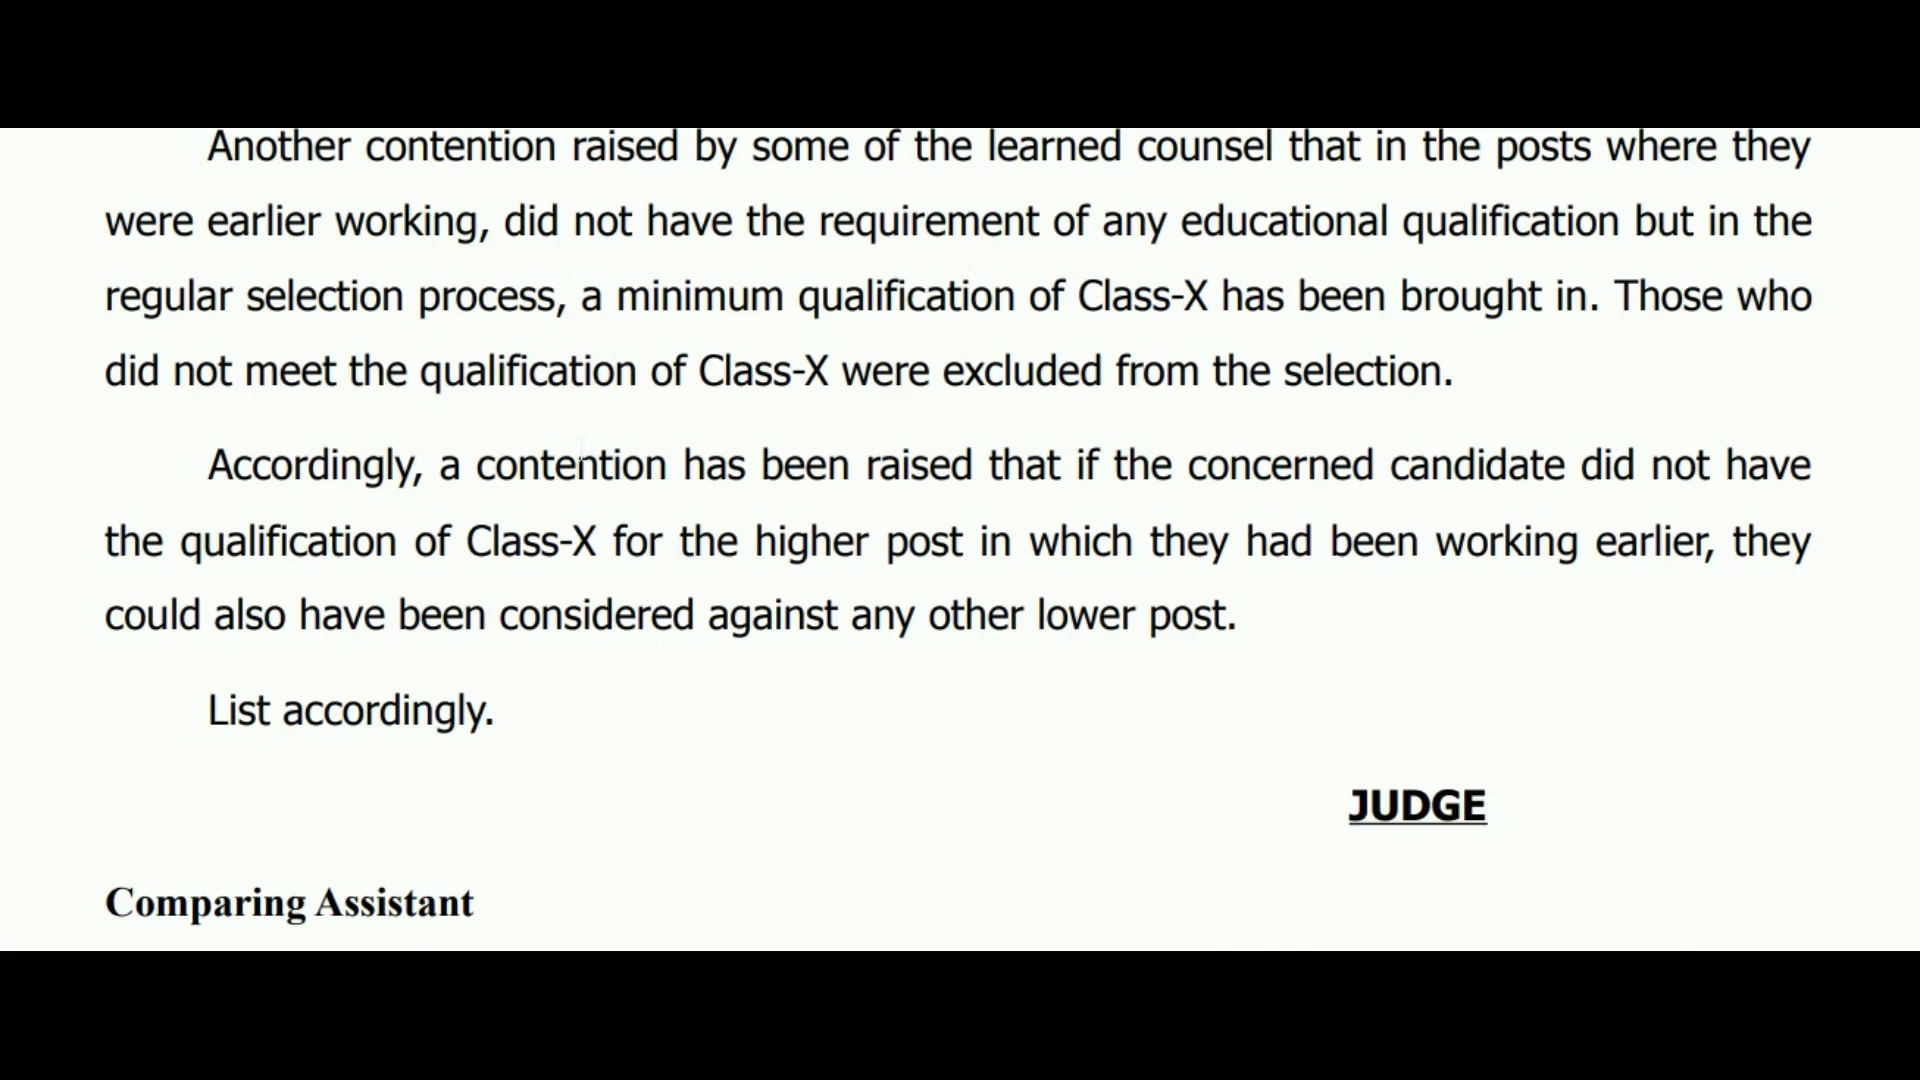 Another contention raised by some of the learned counsel that in the posts where they
were earlier working, did not have the requirement of any educational qualification but in the
regular selection process, a minimum qualification of Class-X has been brought in. Those who
did not meet the qualification of Class-X were excluded from the selection.
Accordingly, a contention has been raised that if the concerned candidate did not have
the qualification of Class-X for the higher post in which they had been working earlier, they
could also have been considered against any other lower post.
List accordingly.
JUDGE
Comparing Assistant